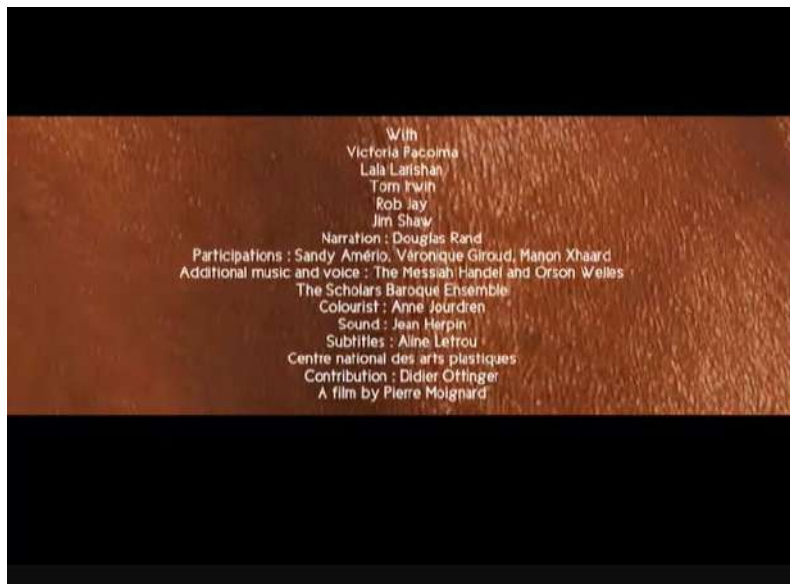 With
Victoria Pacoima
Lala Larishan
Tom Irwin
Rob Jay
Jim Shaw
Narration : Douglas Rand
Participations : Sandy Amério, Véronique Giroud, Manon Xhaard
Additional music and voice : The Messiah Handel and Orson Welles
The Scholars Baroque Ensemble
Colourist : Anne Jourdren
Sound : Jean Herpin
Subtitles : Aline Letrou
Centre national des arts plastiques
Contribution : Didier Ottinger
A film by Pierre Moignard